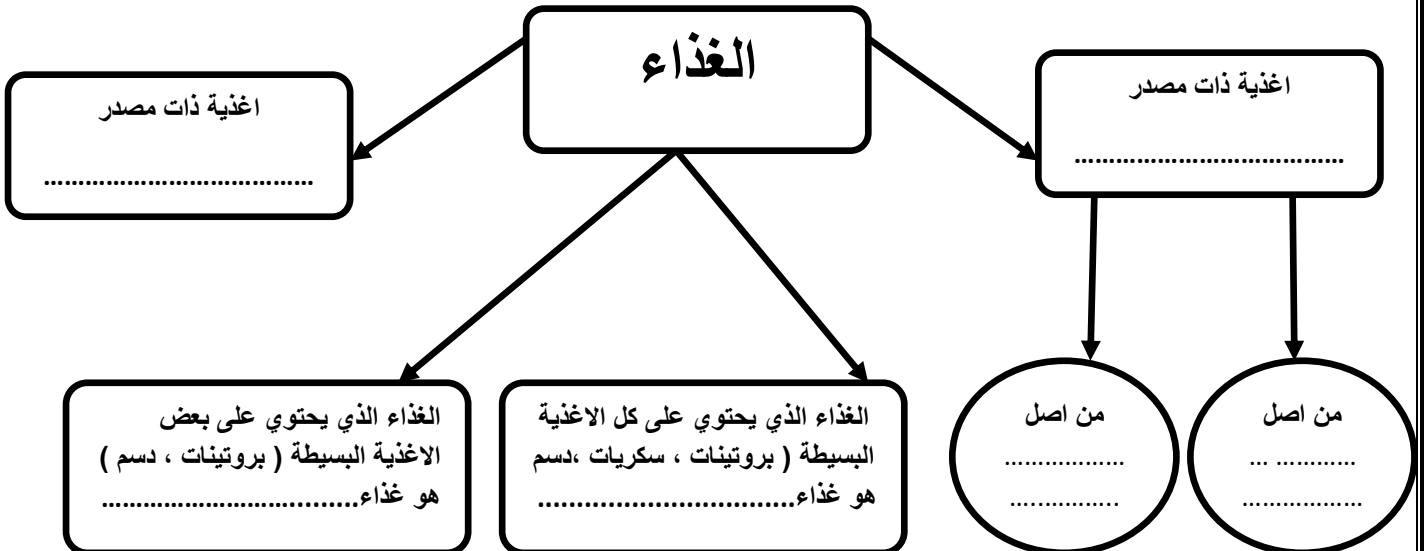 الغذاء
اغذية ذات مصدر
.......................................
اغذية ذات مصدر
.......................................
من اصل
............ ...
..................
من اصل
..................
................
الغذاء الذي يحتوي على كل الاغذية
البسيطة ( بروتينات ، سكريات ،دسم
هو غذاء.................................
الغذاء الذي يحتوي على بعض
الاغذية البسيطة ( بروتينات ، دسم )
هو غذاء.................................